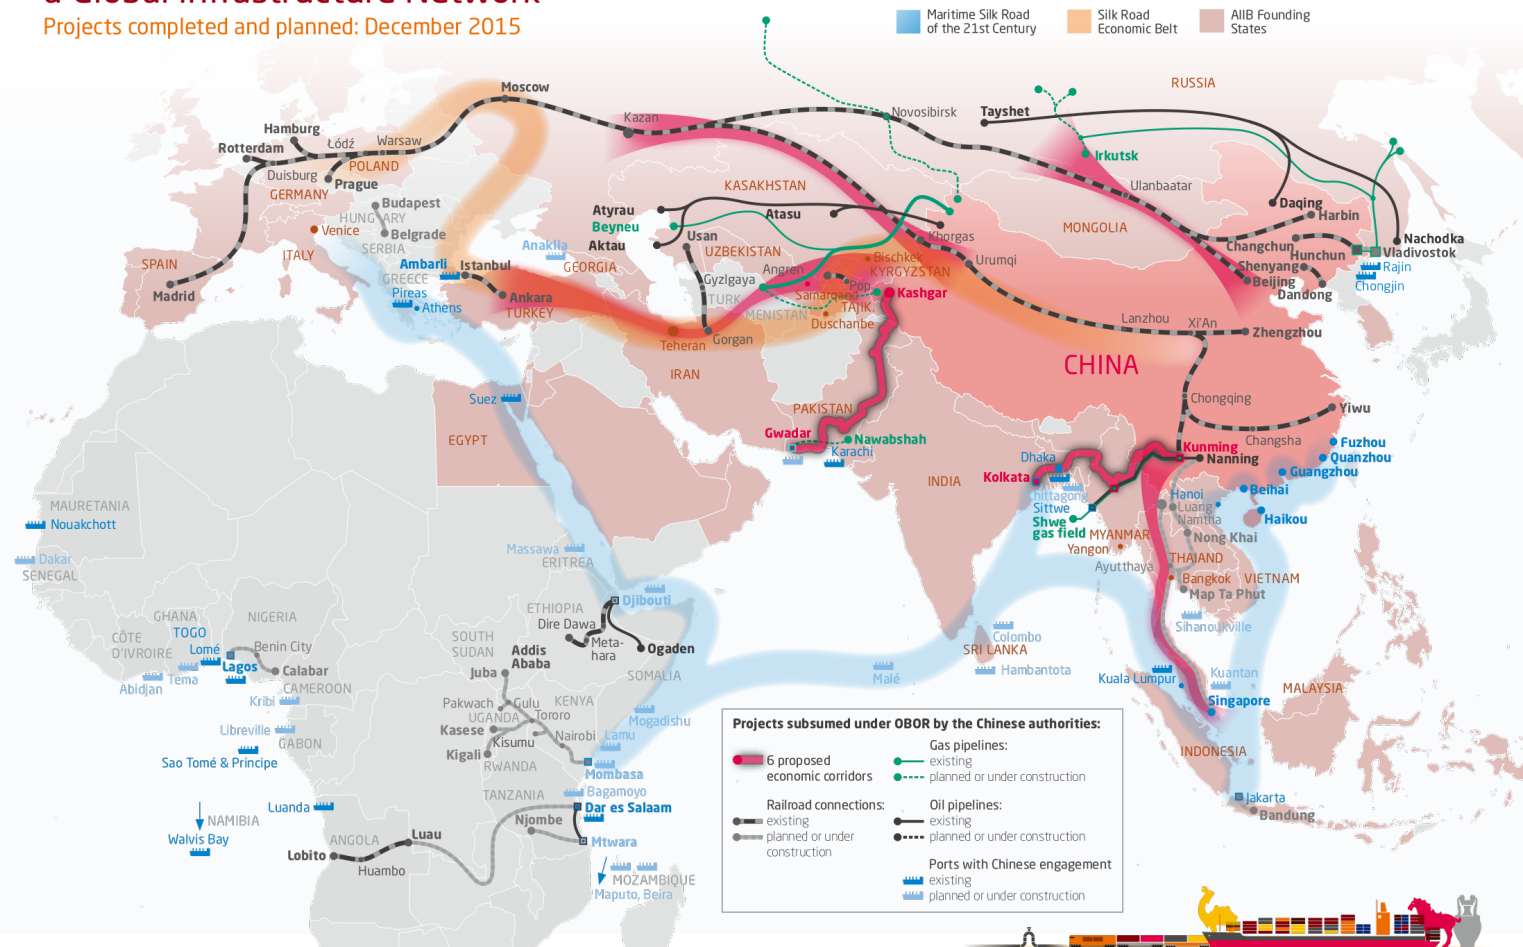 a Global Infrastructure Network
Projects completed and planned: December 2015
Maritime Silk Road
of the 21st Century
Silk Road
Economic Belt
AIIB Founding
States
RUSSIA
Moscow
Kazan
Novosibirsk
Tayshet
Irkutsk
Hamburg
Rotterdam
Łódź
Warsaw
POLAND
Duisburg
GERMANY
Prague
Budapest
HUNGARY
Belgrade
SERBIA
Venice
ITALY
SPAIN
Madrid
Ambarli
Istanbul
GREECE
Pireas
Athens
Ankara
TURKEY
Anaklia
GEORGIA
Atyrau
Beyneu
Aktau
Usan
Atasu
KASAKHSTAN
UZBEKISTAN
Gyzlgaya
TURK
MENISTAN
Angren
Samarqand
Pop
TAJIK.
Duschanbe
Bischkek
KYRGYZSTAN
Kashgar
Khorgas
Urumqi
Teheran
Gorgan
IRAN
MONGOLIA
Ulanbaatar
Daqing
Harbin
Changchun
Hunchun
Shenyang
Beijing
Dandong
Nachodka
Vladivostok
Rajin
Chongjin
Lanzhou
Xi'An
Zhengzhou
CHINA
Chongqing
Yiwu
Changsha
Fuzhou
Quanzhou
Guangzhou
Beihai
Haikou
Kunming
Nanning
Hanoi
Luang
Namtha
Nong Khai
PAKISTAN
Gwadar
Nawabshah
Karachi
INDIA
Dhaka
Kolkata
Chittagong
Sittwe
Shwe
gas field
MYANMAR
Yangon
Ayutthaya
THAILAND
Bangkok
VIETNAM
Map Ta Phut
Sihanoukville
Colombo
SRI LANKA
Hambantota
Malé
Kuala Lumpur
Kuantan
Singapore
MALAYSIA
INDONESIA
Jakarta
Bandung
Suez
EGYPT
MAURETANIA
Nouakchott
Dakar
SENEGAL
Massawa
ERITREA
Djibouti
ETHIOPIA
Dire Dawa
Meta-
hara
Ogaden
Addis
Ababa
SOUTH
SUDAN
Juba
SOMALIA
Mogadishu
GHANA
NIGERIA
CÔTE
D'IVROIRE
TOGO
Lomé
Benin City
Lagos
Calabar
Tema
Abidjan
CAMEROON
Kribi
Libreville
GABON
Sao Tomé & Principe
Pakwach
Gulu
KENYA
UGANDA
Tororo
Kasese
Kisumu
Nairobi
Lamu
Kigali
RWANDA
Mombasa
TANZANIA
Bagamoyo
Dar es Salaam
Njombe
Mtwara
Luanda
NAMIBIA
Walvis Bay
ANGOLA
Luau
Lobito
Huambo
MOZAMBIQUE
Maputo, Beira
Projects subsumed under OBOR by the Chinese authorities:
6 proposed
economic corridors
Gas pipelines:
existing
planned or under construction
Railroad connections:
existing
planned or under
construction
Oil pipelines:
existing
planned or under construction
Ports with Chinese engagement
existing
planned or under construction